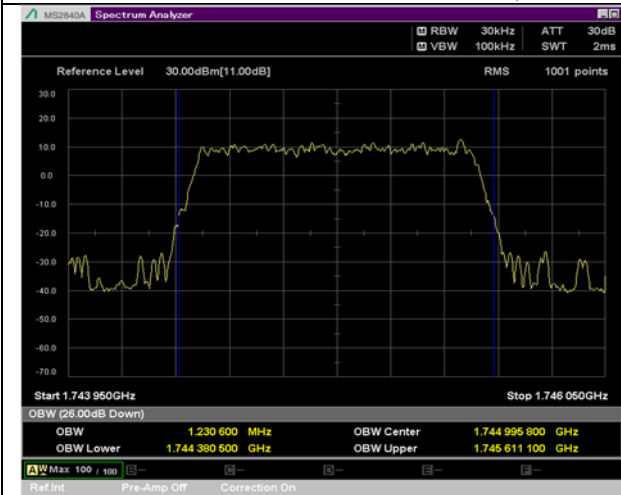 MS2840A Spectrum Analyzer
RBW 30kHz ATT 30dB
VBW 100kHz SWT 2ms
Reference Level 30.00dBm[11.00dB] RMS 1001 points
30.0
20.0
10.0
0.0
-10.0
-20.0
-30.0
-40.0
-50.0
-60.0
-70.0
Start 1.743 950GHz Stop 1.746 050GHz
OBW (26.00dB Down)
OBW 1.230 600 MHz OBW Center 1.744 995 800 GHz
OBW Lower 1.744 380 500 GHz OBW Upper 1.745 611 100 GHz
A W Max 100 / 100 B- C- D- E- F-
Ref.Int Pre-Amp Off Correction On